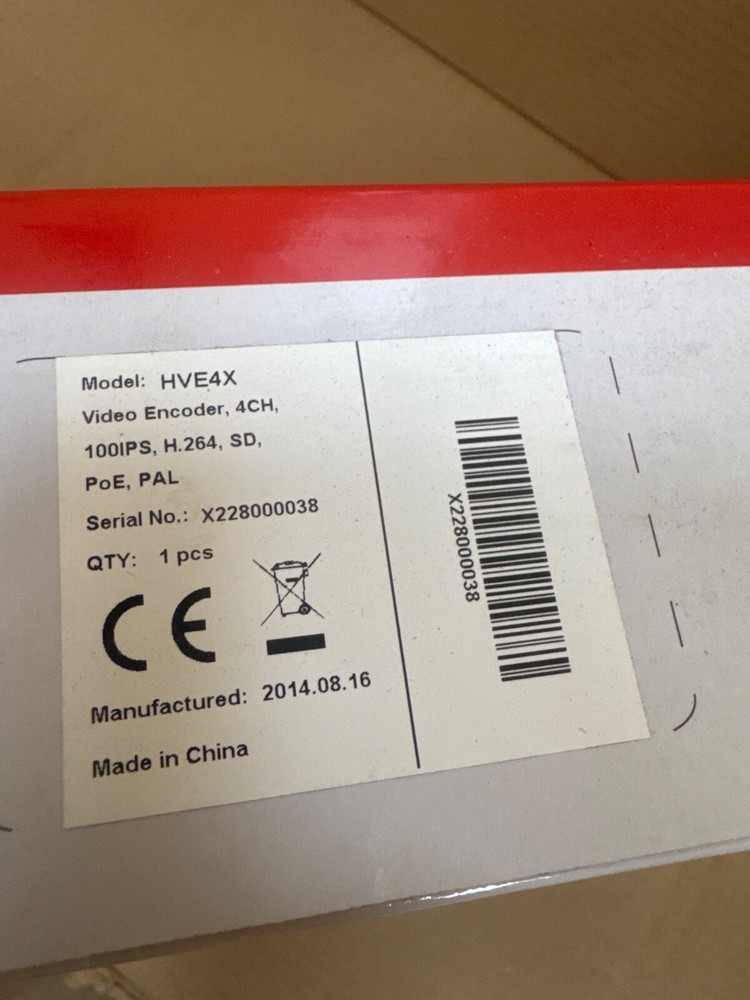 Model: HVE4X
Video Encoder, 4CH,
100IPS, H.264, SD,
PoE, PAL
Serial No.: X228000038
QTY: 1 pcs
CE
Manufactured: 2014.08.16
Made in China
X228000038